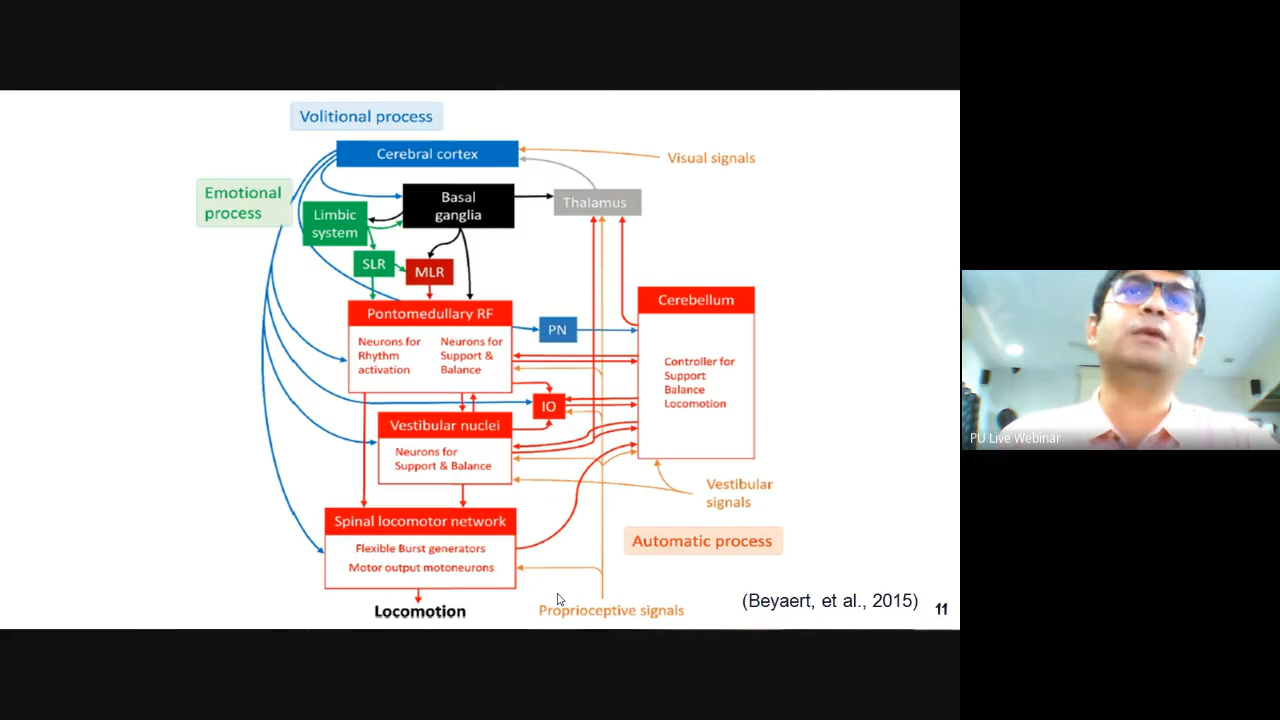 Volitional process
Cerebral cortex
Visual signals
Emotional
process
Basal
ganglia
Thalamus
Limbic
system
SLR
MLR
Cerebellum
Pontomedullary RF
PN
Neurons for
Rhythm
activation
Neurons for
Support &
Balance
Controller for
Support
Balance
Locomotion
IO
Vestibular nuclei
Neurons for
Support & Balance
PU Live Webinar
Vestibular
signals
Spinal locomotor network
Flexible Burst generators
Motor output motoneurons
Automatic process
Locomotion
Proprioceptive signals
(Beyaert, et al., 2015)
11